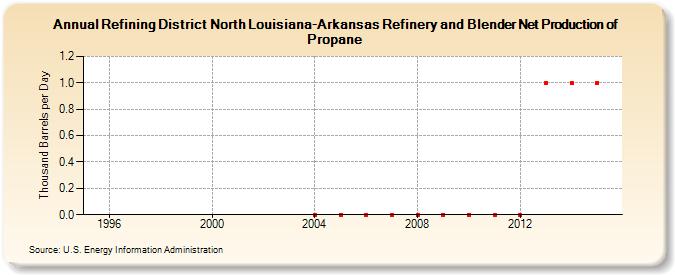 Annual Refining District North Louisiana-Arkansas Refinery and Blender Net Production of
Propane
Thousand Barrels per Day
1.2
1.0
0.8
0.6
0.4
0.2
0.0
1996 2000 2004 2008 2012
Source: U.S. Energy Information Administration